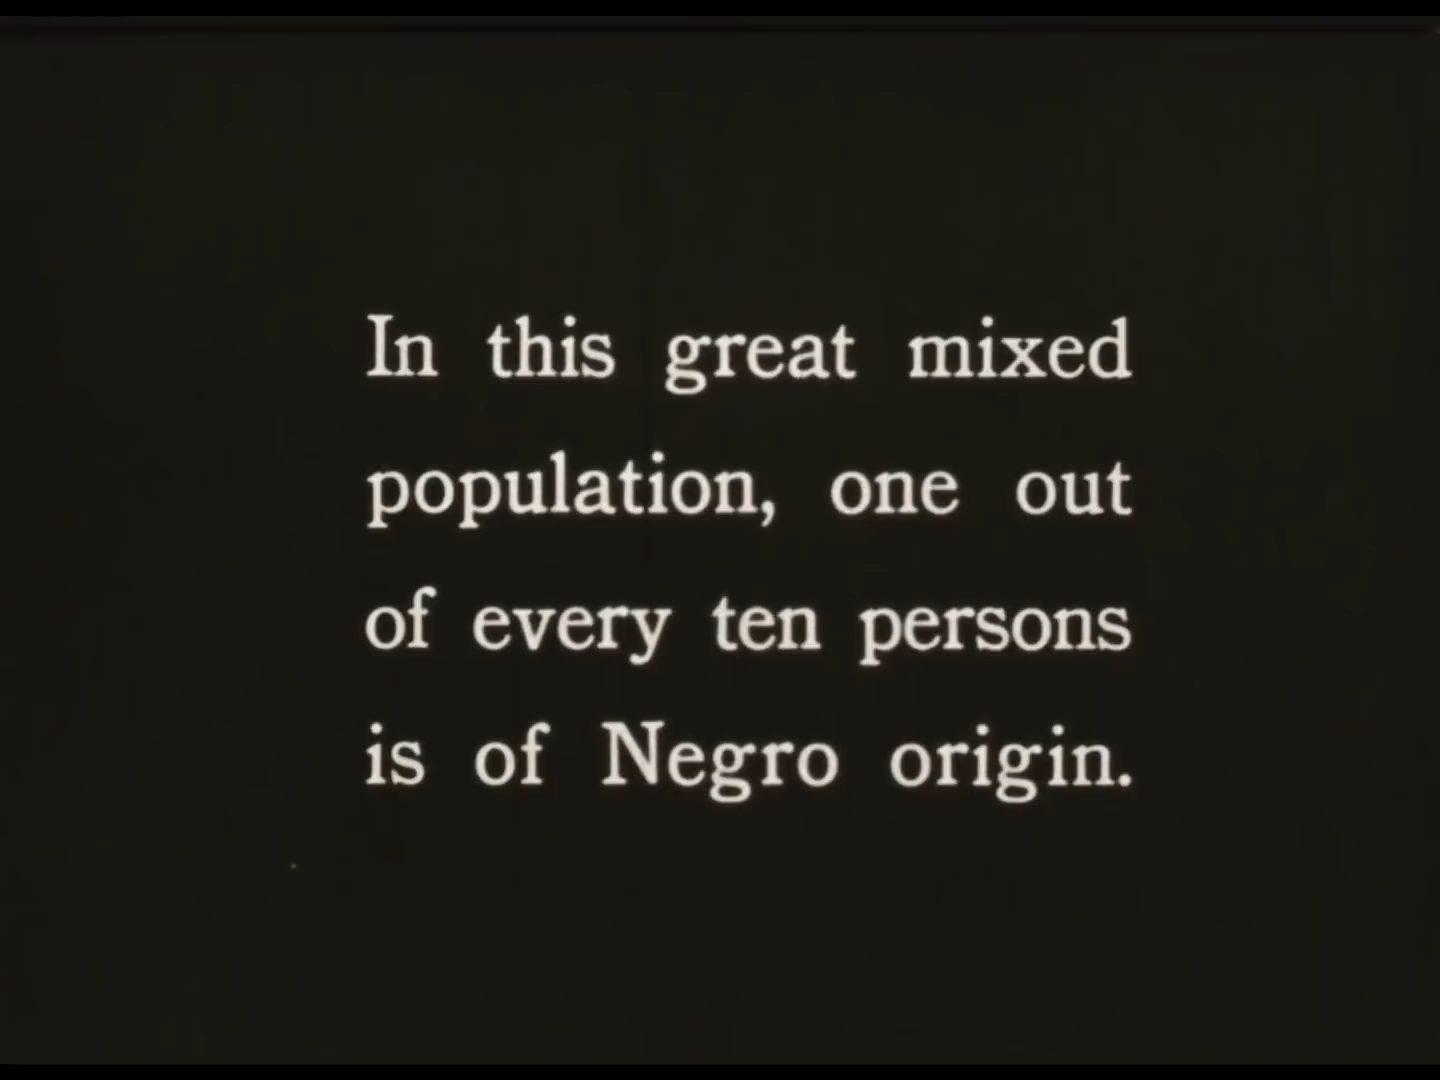 In this great mixed
population, one out
of every ten persons
is of Negro origin.